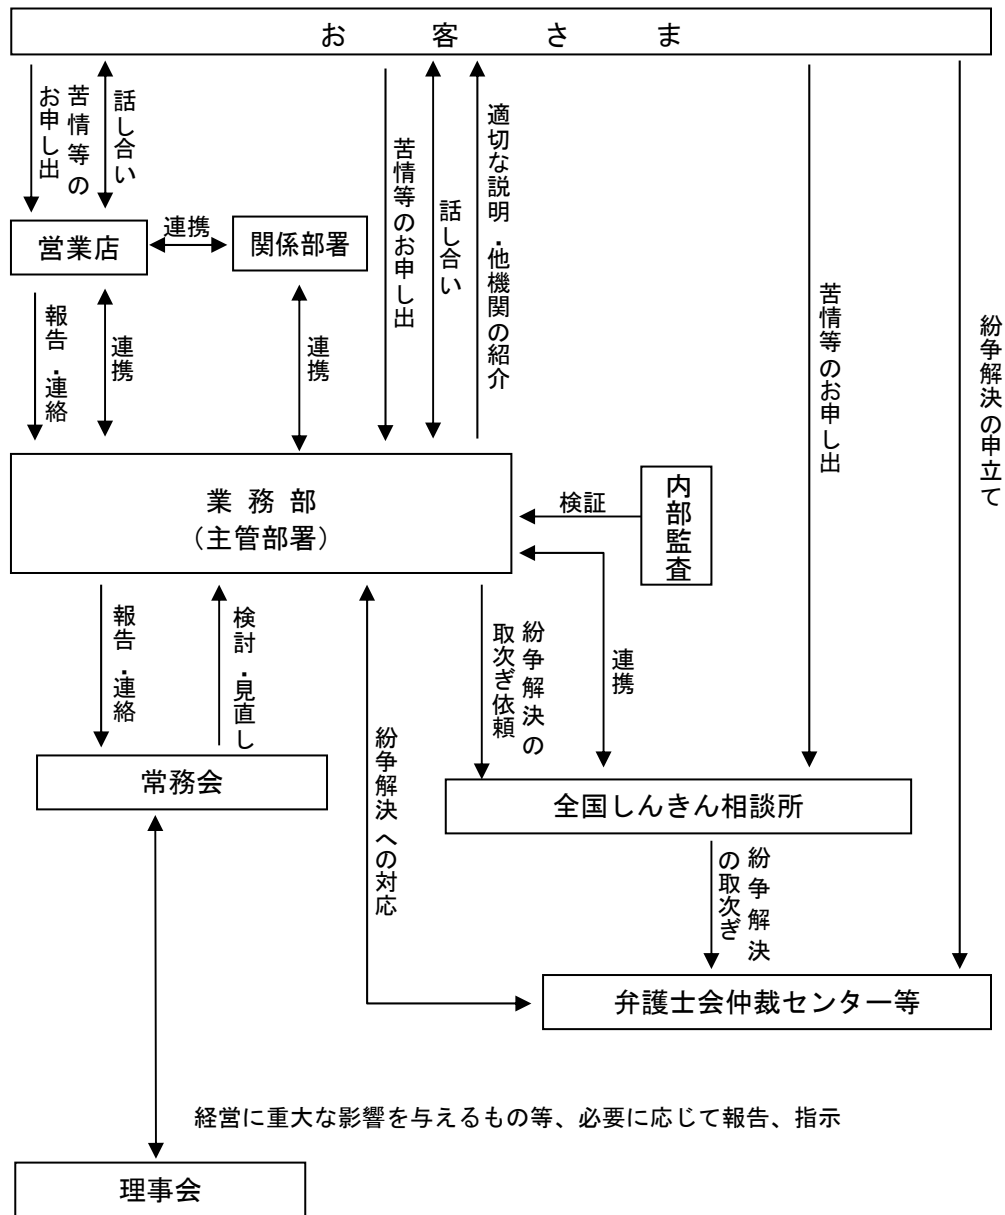 お客さま
お申し出
苦情等の
話し合い
苦情等のお申し出
話し合い
適切な説明・他機関の紹介
苦情等のお申し出
紛争解決の申立て
営業店
連携
関係部署
報告・連絡
連携
連携
業務部
（主管部署）
検証
内部監査
報告・連絡
検討・見直し
紛争解決への対応
取次ぎ依頼
紛争解決の
連携
常務会
全国しんきん相談所
の取次ぎ
紛争解決
弁護士会仲裁センター等
経営に重大な影響を与えるもの等、必要に応じて報告、指示
理事会